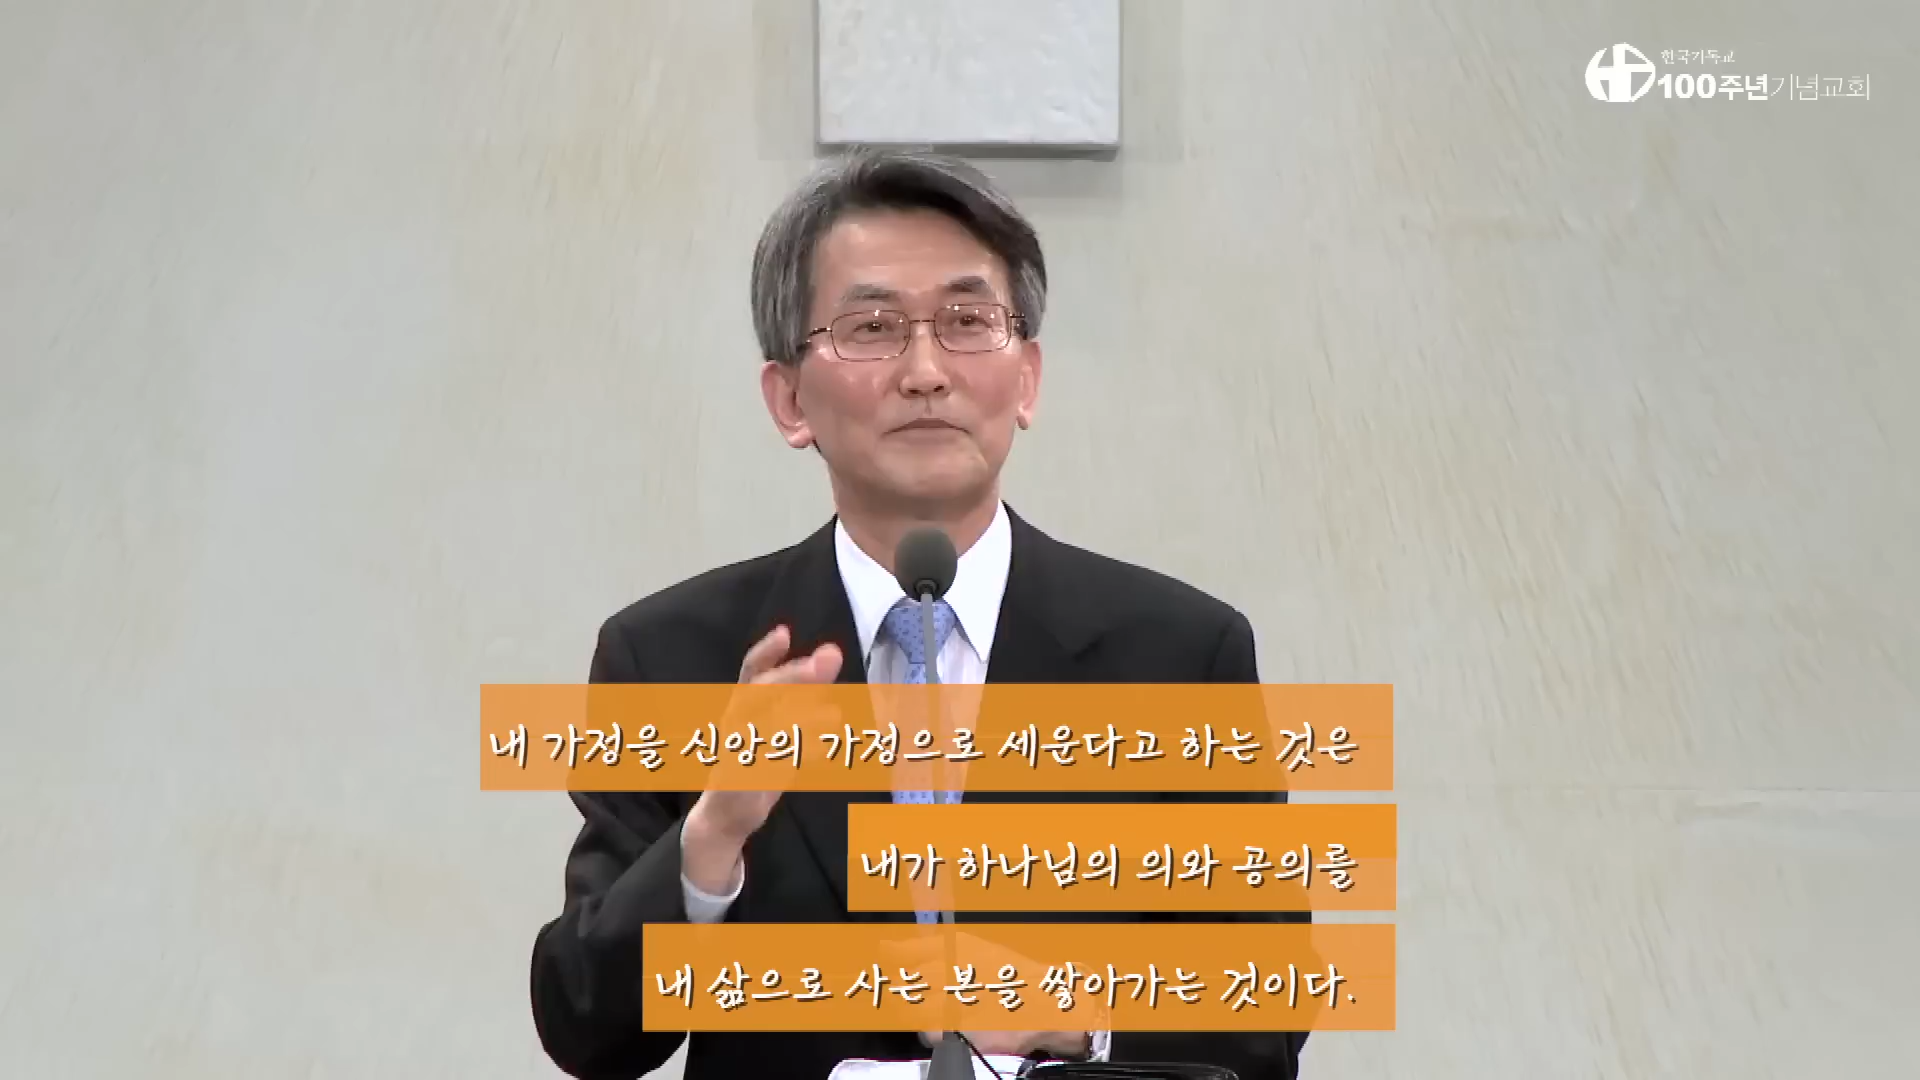 한국기독교
100주년기념교회
내 가정을 신앙의 가정으로 세운다고 하는 것은
내가 하나님의 의와 공의를
내 삶으로 사는 본을 쌓아가는 것이다.